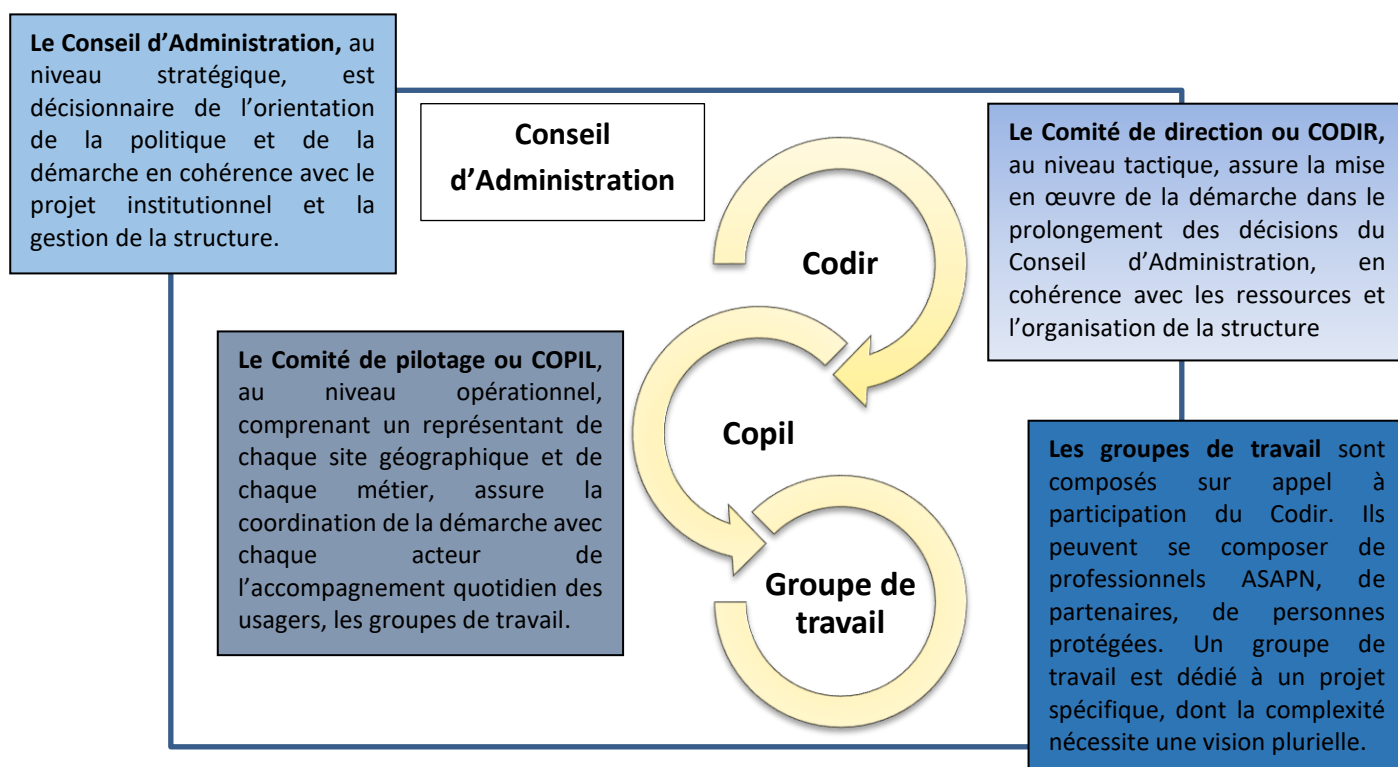 Le Conseil d’Administration, au
niveau stratégique, est
décisionnaire de l’orientation
de la politique et de la
démarche en cohérence avec le
projet institutionnel et la
gestion de la structure.
Conseil
d’Administration
Le Comité de direction ou CODIR,
au niveau tactique, assure la mise
en œuvre de la démarche dans le
prolongement des décisions du
Conseil d’Administration, en
cohérence avec les ressources et
l’organisation de la structure
Codir
Le Comité de pilotage ou COPIL,
au niveau opérationnel,
comprenant un représentant de
chaque site géographique et de
chaque métier, assure la
coordination de la démarche avec
chaque acteur de
l’accompagnement quotidien des
usagers, les groupes de travail.
Copil
Groupe de
travail
Les groupes de travail sont
composés sur appel à
participation du Codir. Ils
peuvent se composer de
professionnels ASAPN, de
partenaires, de personnes
protégées. Un groupe de
travail est dédié à un projet
spécifique, dont la complexité
nécessite une vision plurielle.